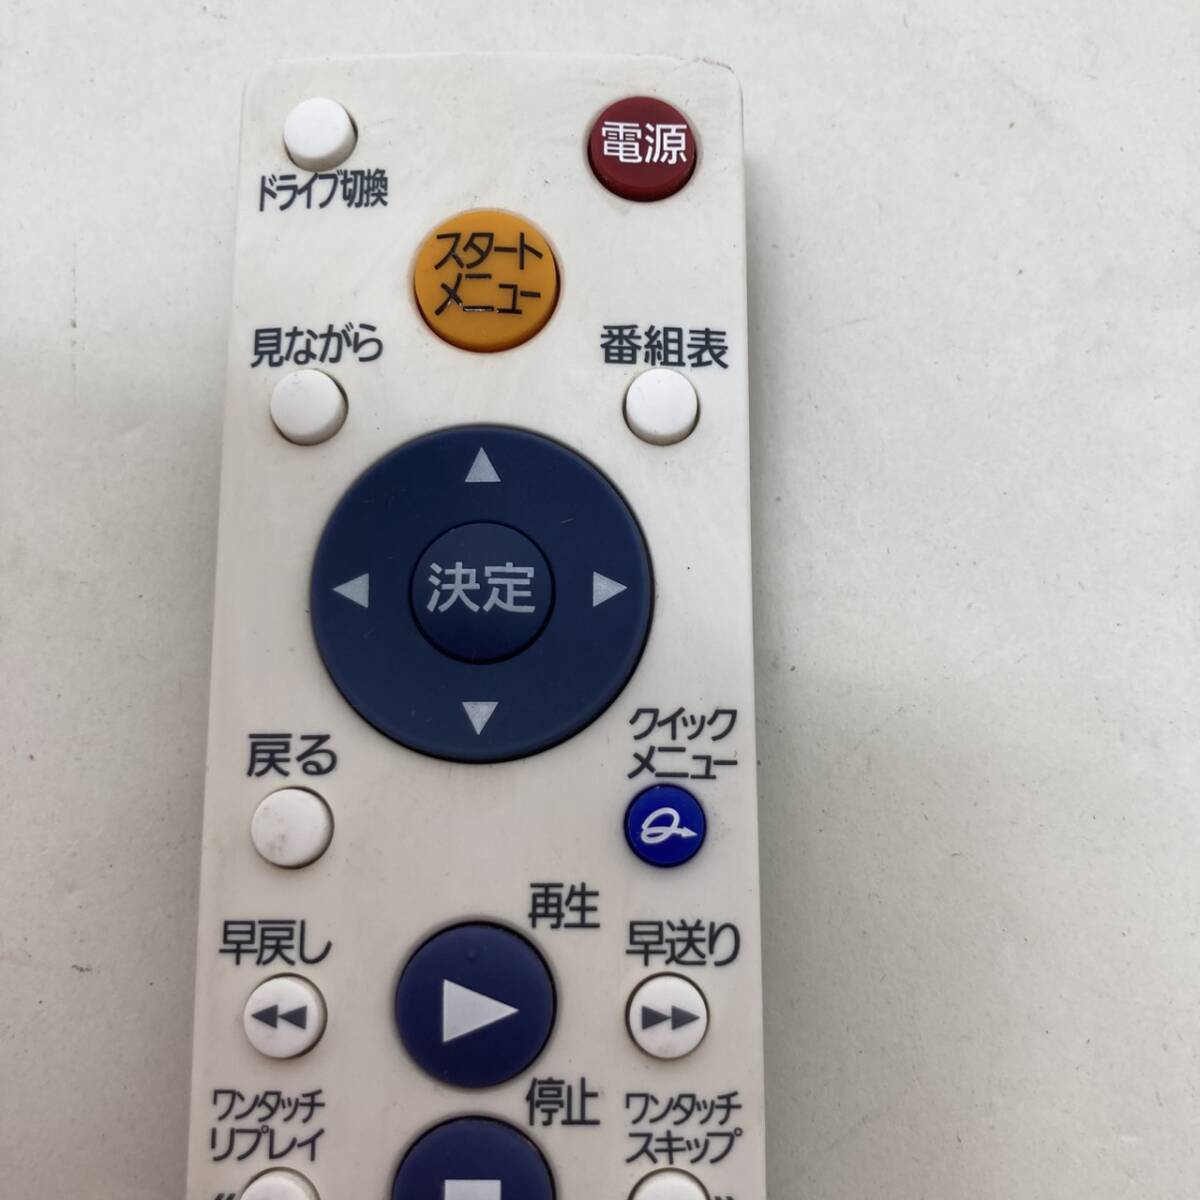 電源
ドライブ切換
スタート
メニュー
見ながら
番組表
決定
クイック
メニュー
戻る
再生
早戻し
早送り
停止
ワンタッチ
リプレイ
ワンタッチ
スキップ